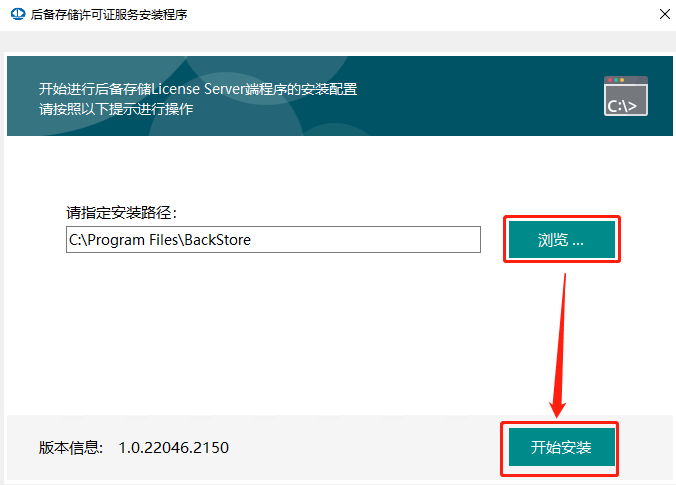 后备存储许可证服务安装程序
开始进行后备存储License Server端程序的安装配置
请按照以下提示进行操作
C:\>
请指定安装路径：
C:\Program Files\BackStore
浏览 ...
版本信息: 1.0.22046.2150
开始安装